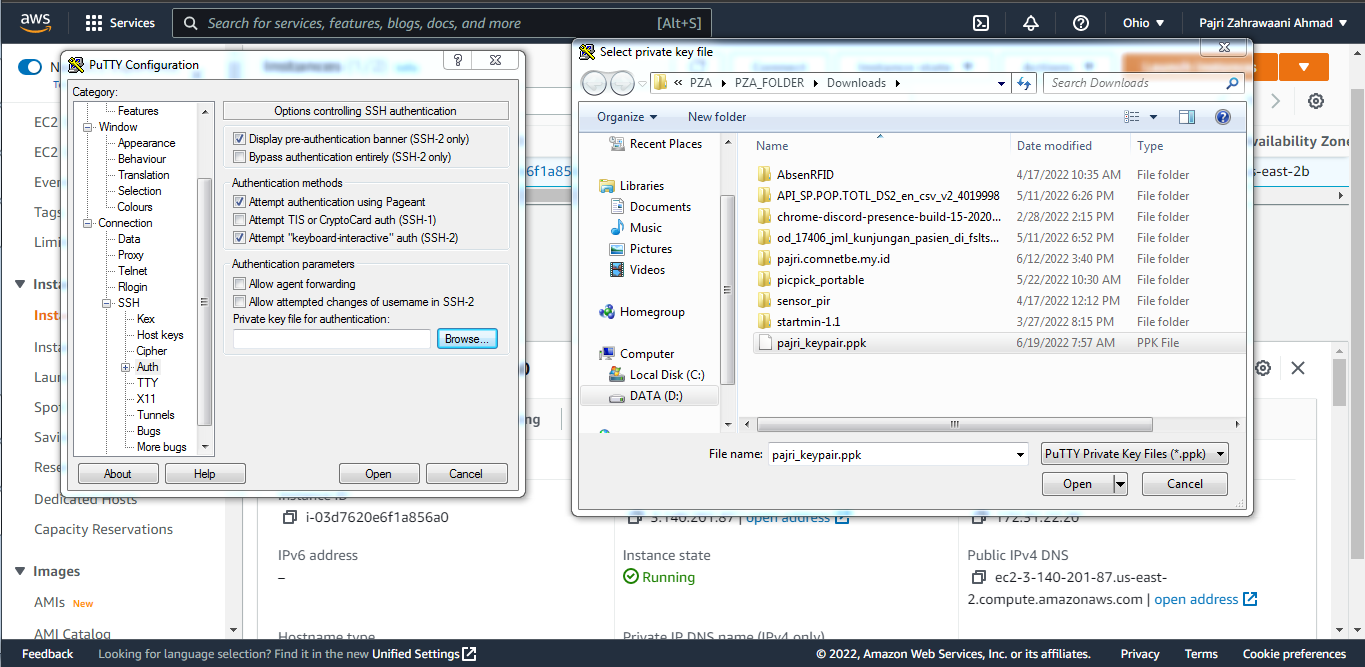 aws
Services
Search for services, features, blogs, docs, and more
[Alt+S]
Ohio ▼
Pajri Zahrawaani Ahmad ▼
PuTTY Configuration
Category:
Features
Window
Appearance
Behaviour
Translation
Selection
Colours
Connection
Data
Proxy
Telnet
Rlogin
SSH
Kex
Host keys
Cipher
Auth
TTY
X11
Tunnels
Bugs
More bugs
Options controlling SSH authentication
Display pre-authentication banner (SSH-2 only)
Bypass authentication entirely (SSH-2 only)
Authentication methods
Attempt authentication using Pageant
Attempt TIS or CryptoCard auth (SSH-1)
Attempt "keyboard-interactive" auth (SSH-2)
Authentication parameters
Allow agent forwarding
Allow attempted changes of username in SSH-2
Private key file for authentication:
Browse...
About
Help
Open
Cancel
Select private key file
« PZA ▸ PZA_FOLDER ▸ Downloads ▸
Search Downloads
Organize ▼
New folder
Recent Places
Libraries
Documents
Music
Pictures
Videos
Homegroup
Computer
Local Disk (C:)
DATA (D:)
Name Date modified Type
AbsenRFID 4/17/2022 10:35 AM File folder
API_SP.POP.TOTL_DS2_en_csv_v2_4019998 5/11/2022 6:26 PM File folder
chrome-discord-presence-build-15-2020... 2/28/2022 2:15 PM File folder
od_17406_jml_kunjungan_pasien_di_fslts... 5/11/2022 6:52 PM File folder
pajri.comnetbe.my.id 6/12/2022 3:40 PM File folder
picpick_portable 5/22/2022 10:30 AM File folder
sensor_pir 4/17/2022 12:12 PM File folder
startmin-1.1 3/27/2022 8:15 PM File folder
pajri_keypair.ppk 6/19/2022 7:57 AM PPK File
File name: pajri_keypair.ppk
PuTTY Private Key Files (*.ppk)
Open
Cancel
EC2
EC2
Tags
Capacity Reservations
Dedicated Hosts
Images
AMIs New
AMI Catalog
6f1a85
s-east-2b
Instance ID
i-03d7620e6f1a856a0
3.140.201.87 | open address
172.31.22.20
IPv6 address
–
Instance state
Running
Public IPv4 DNS
ec2-3-140-201-87.us-east-
2.compute.amazonaws.com | open address
Hostname type
Private IP DNS name (IPv4 only)
Feedback
Looking for language selection? Find it in the new Unified Settings
© 2022, Amazon Web Services, Inc. or its affiliates.
Privacy
Terms
Cookie preferences